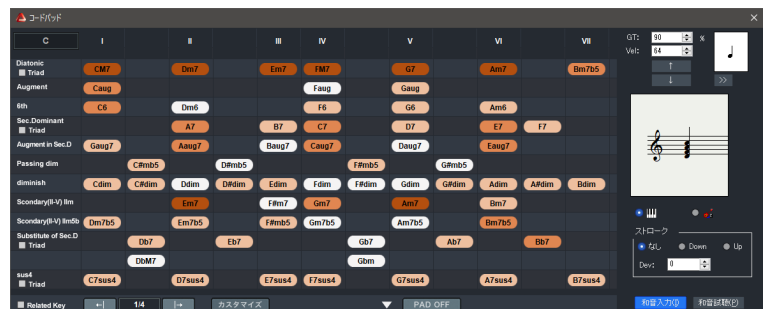 コードパッド
C I II III IV V VI VII
GT: 90 %
Vel: 64
Diatonic
Triad
CM7 Dm7 Em7 FM7 G7 Am7 Bm7b5
Augment
Caug Faug Gaug
6th
C6 Dm6 F6 G6 Am6
Sec.Dominant
Triad
A7 B7 C7 D7 E7 F7
Augment in Sec.D
Gaug7 Aaug7 Baug7 Caug7 Daug7 Eaug7
Passing dim
C#mb5 D#mb5 F#mb5 G#mb5
diminish
Cdim C#dim Ddim D#dim Edim Fdim F#dim Gdim G#dim Adim A#dim Bdim
Scondary(II-V) IIm
Em7 F#m7 Gm7 Am7 Bm7
Scondary(II-V) IIm5b
Dm7b5 Em7b5 F#mb5 Gm7b5 Am7b5 Bm7b5
Substitute of Sec.D
Triad
Db7 Eb7 Gb7 Ab7 Bb7
DbM7 Gbm
sus4
Triad
C7sus4 D7sus4 E7sus4 F7sus4 G7sus4 A7sus4 B7sus4
Related Key
1/4
カスタマイズ
PAD OFF
ストローク
なし Down Up
Dev: 0
和音入力(I) 和音試聴(P)